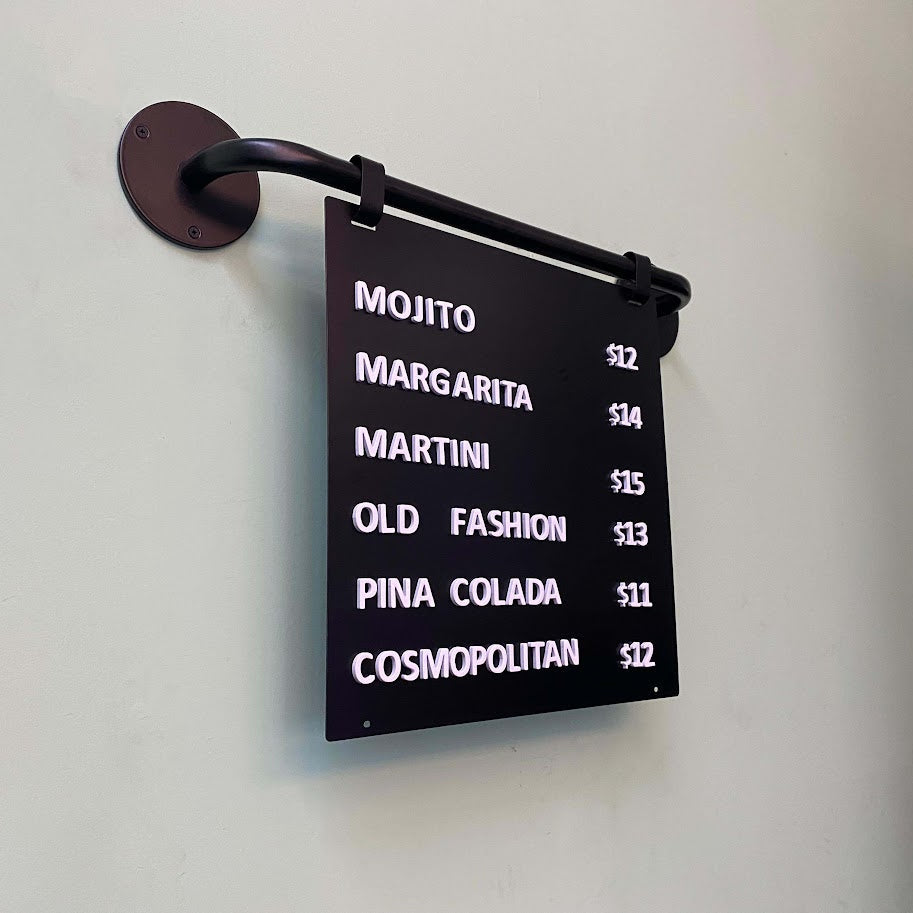 MOJITO $12
MARGARITA $14
MARTINI $15
OLD FASHION $13
PINA COLADA $11
COSMOPOLITAN $12